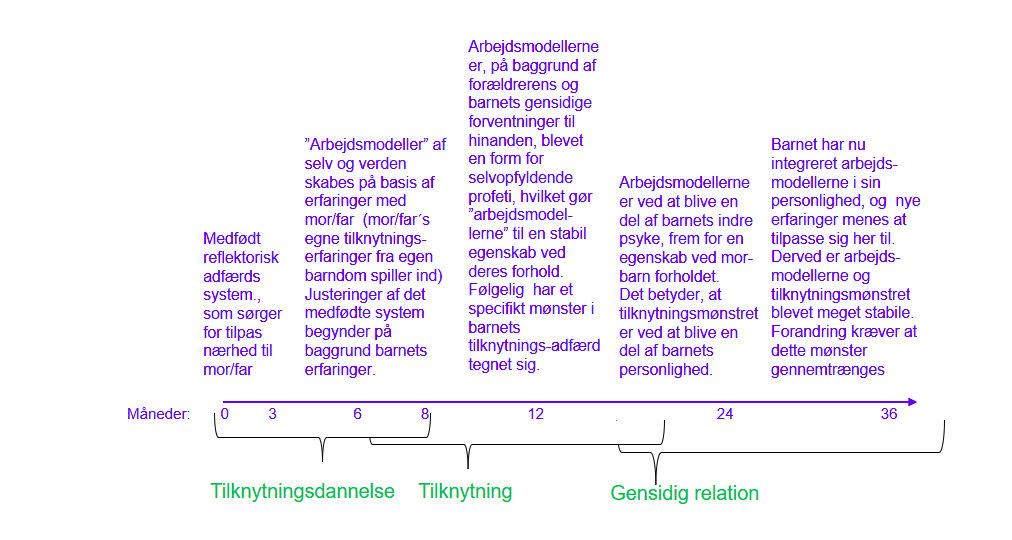 Medfødt
reflektorisk
adfærds
system.,
som sørger
for tilpas
nærhed til
mor/far
”Arbejdsmodeller” af
selv og verden
skabes på basis af
erfaringer med
mor/far  (mor/far´s
egne tilknytnings-
erfaringer fra egen
barndom spiller ind)
Justeringer af det
medfødte system
begynder på
baggrund barnets
erfaringer.
Arbejdsmodellerne
er, på baggrund af
forældrerens og
barnets gensidige
forventninger til
hinanden, blevet
en form for
selvopfyldende
profeti, hvilket gør
”arbejdsmodel-
lerne” til en stabil
egenskab ved
deres forhold.
Følgelig  har et
specifikt mønster i
barnets
tilknytnings-adfærd
tegnet sig.
Arbejdsmodellerne
er ved at blive en
del af barnets indre
psyke, frem for en
egenskab ved mor-
barn forholdet.
Det betyder, at
tilknytningsmønstret
er ved at blive en
del af barnets
personlighed.
Barnet har nu
integreret arbejds-
modellerne i sin
personlighed, og  nye
erfaringer menes at
tilpasse sig her til.
Derved er arbejds-
modellerne og
tilknytningsmønstret
blevet meget stabile.
Forandring kræver at
dette mønster
gennemtrænges
Måneder: 0 3 6 8 12 24 36
Tilknytningsdannelse Tilknytning Gensidig relation